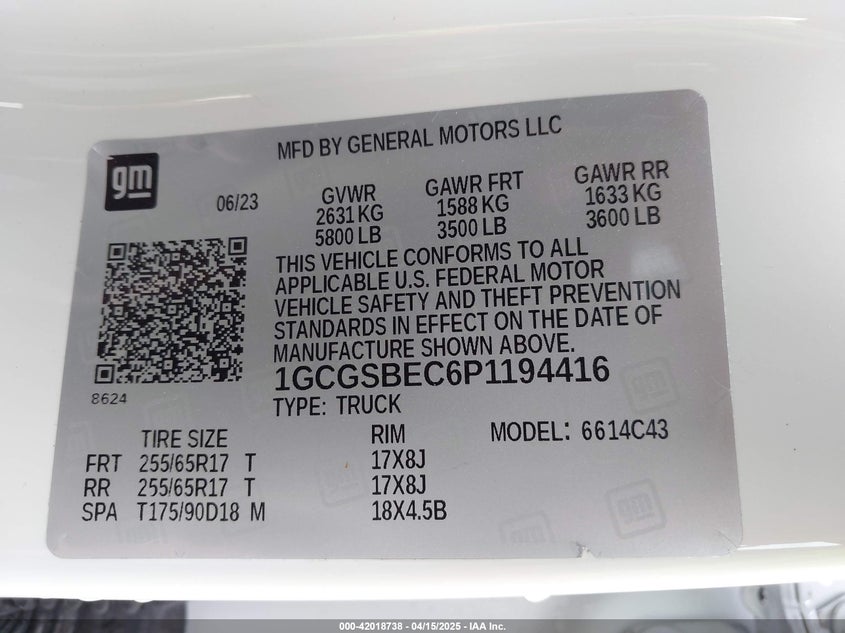 MFD BY GENERAL MOTORS LLC
gm
06/23
GVWR GAWR FRT GAWR RR
2631 KG 1588 KG 1633 KG
5800 LB 3500 LB 3600 LB
THIS VEHICLE CONFORMS TO ALL
APPLICABLE U.S. FEDERAL MOTOR
VEHICLE SAFETY AND THEFT PREVENTION
STANDARDS IN EFFECT ON THE DATE OF
MANUFACTURE SHOWN ABOVE.
1GCGSBEC6P1194416
8624
TYPE: TRUCK
TIRE SIZE RIM MODEL: 6614C43
FRT 255/65R17 T 17X8J
RR 255/65R17 T 17X8J
SPA T175/90D18 M 18X4.5B
000-42018738 - 04/15/2025 - IAA Inc.